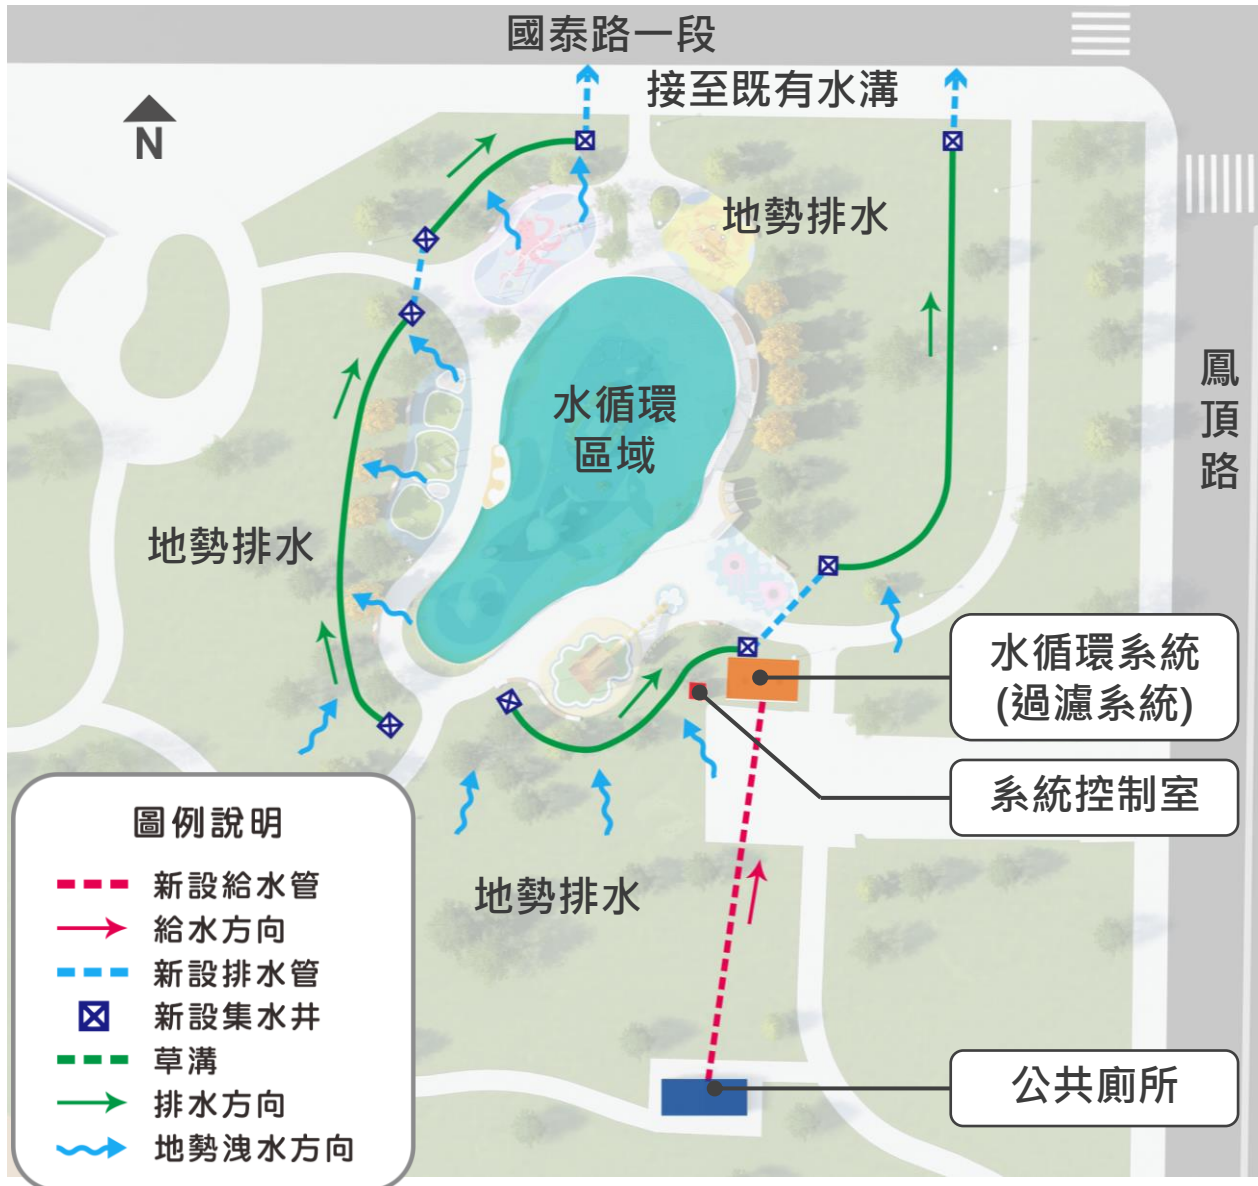 國泰路一段
接至既有水溝
N
地勢排水
鳳頂路
水循環
區域
地勢排水
水循環系統
(過濾系統)
系統控制室
地勢排水
公共廁所
圖例說明
新設給水管
給水方向
新設排水管
新設集水井
草溝
排水方向
地勢洩水方向